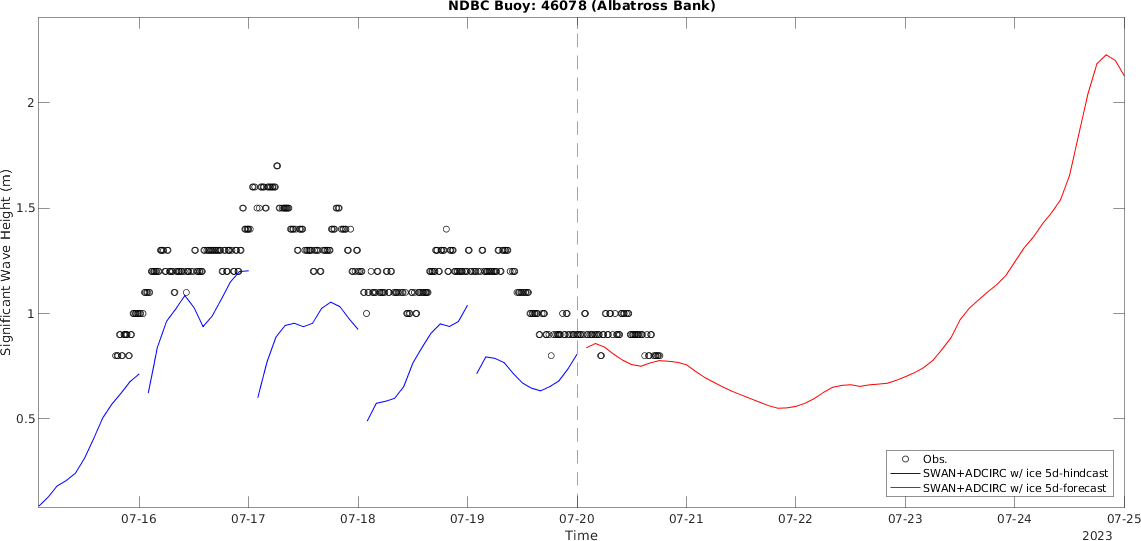 NDBC Buoy: 46078 (Albatross Bank)
Significant Wave Height (m)
2
1.5
1
0.5
Obs.
SWAN+ADCIRC w/ ice 5d-hindcast
SWAN+ADCIRC w/ ice 5d-forecast
07-16 07-17 07-18 07-19 07-20 07-21 07-22 07-23 07-24 07-25
Time
2023